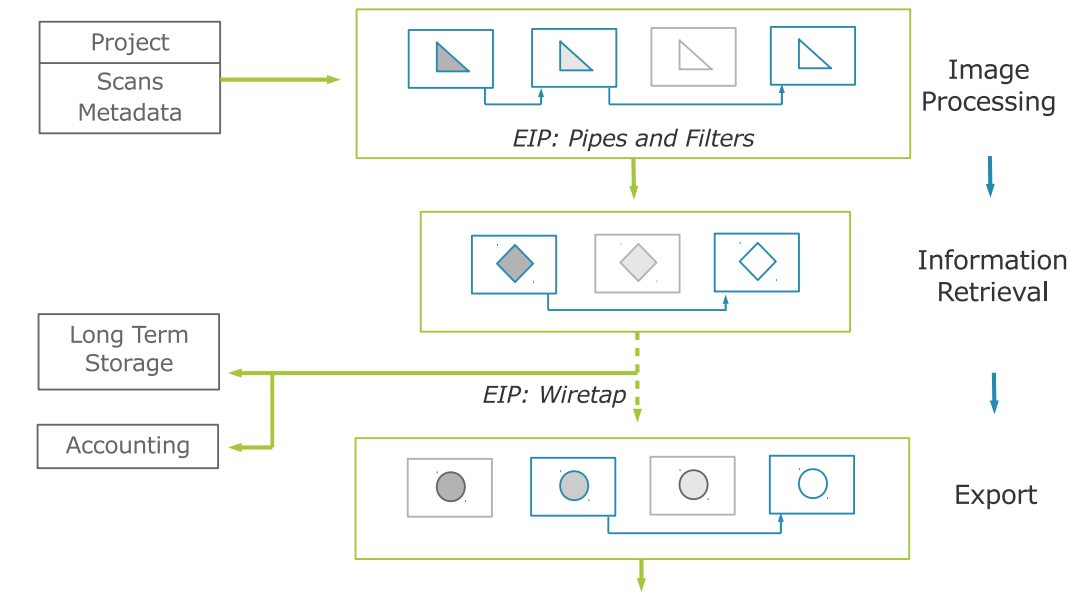 Project
Scans
Metadata
EIP: Pipes and Filters
Image
Processing
Information
Retrieval
Long Term
Storage
EIP: Wiretap
Accounting
Export